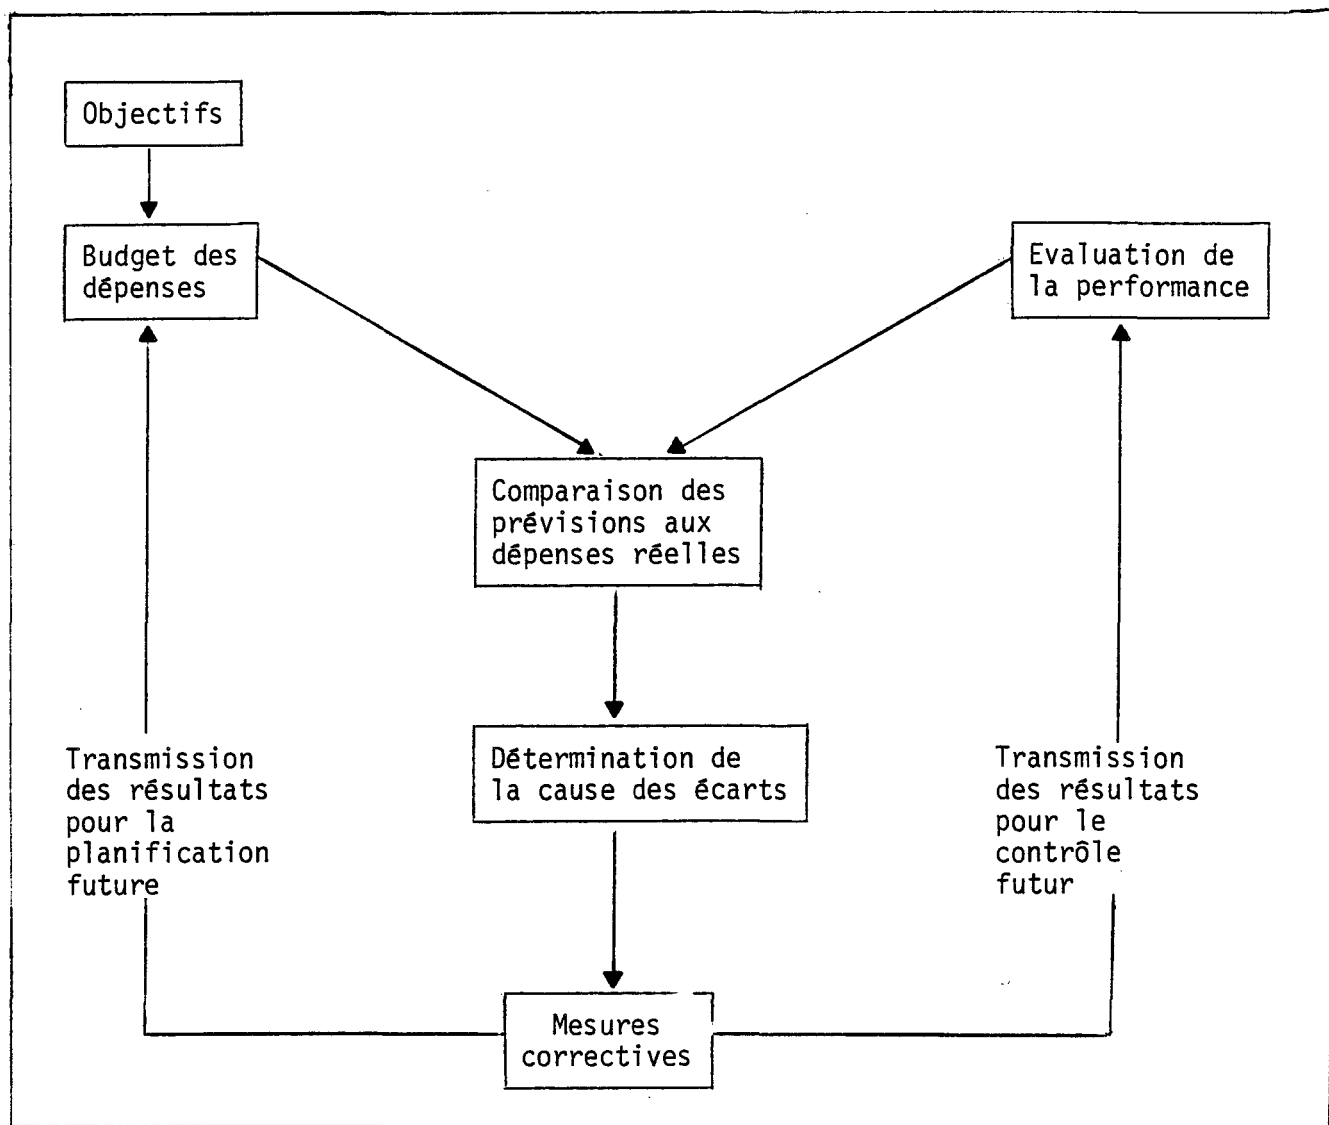 Objectifs
Budget des
dépenses
Evaluation de
la performance
Comparaison des
prévisions aux
dépenses réelles
Détermination de
la cause des écarts
Transmission
des résultats
pour la
planification
future
Transmission
des résultats
pour le
contrôle
futur
Mesures
correctives